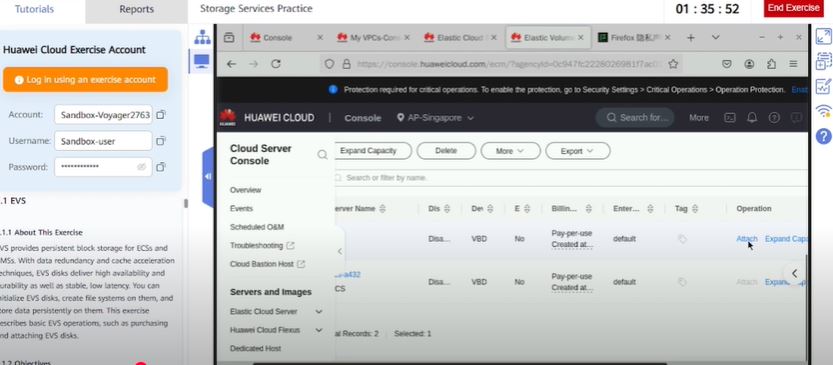 Tutorials
Reports
Storage Services Practice
01 : 35 : 52
End Exercise
Huawei Cloud Exercise Account
Log in using an exercise account
Account: Sandbox-Voyager2763
Username: Sandbox-user
Password: ************
.1 EVS
.1.1 About This Exercise
EVS provides persistent block storage for ECSs and
BMSs. With data redundancy and cache acceleration
techniques, EVS disks deliver high availability and
durability as well as stable, low latency. You can
initialize EVS disks, create file systems on them, and
store data persistently on them. This exercise
describes basic EVS operations, such as purchasing
and attaching EVS disks.
.1.2 Objectives
Console
My VPCs-Cons
Elastic Cloud
Elastic Volum
Firefox 隐私声
https://console.huaweicloud.com/ecm/?agencyId=
Protection required for critical operations. To enable the protection, go to Security Settings > Critical Operations > Operation Protection.
HUAWEI CLOUD
Console
AP-Singapore
Search for...
More
Cloud Server
Console
Overview
Events
Scheduled O&M
Troubleshooting
Cloud Bastion Host
Servers and Images
Elastic Cloud Server
Huawei Cloud Flexus
Dedicated Host
Expand Capacity
Delete
More
Export
Search or filter by name.
erver Name
Dis...
De
E
Billin...
Enter...
Tag
Operation
Disa... VBD No Pay-per-use default Attach Expand Capa
Created at...
-a432
CS
Disa... VBD No Pay-per-use default Attach Expand
Created at...
al Records: 2
Selected: 1